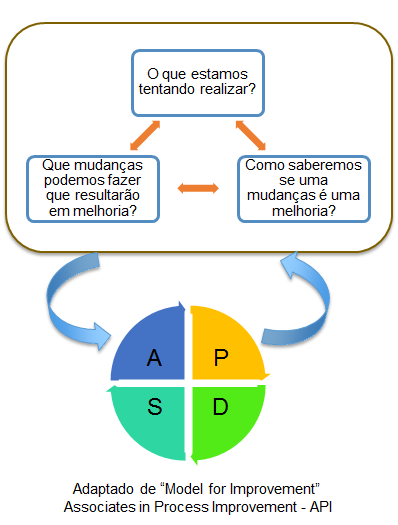 O que estamos
tentando realizar?
Que mudanças
podemos fazer
que resultarão
em melhoria?
Como saberemos
se uma
mudanças é uma
melhoria?
A
P
S
D
Adaptado de “Model for Improvement”
Associates in Process Improvement - API